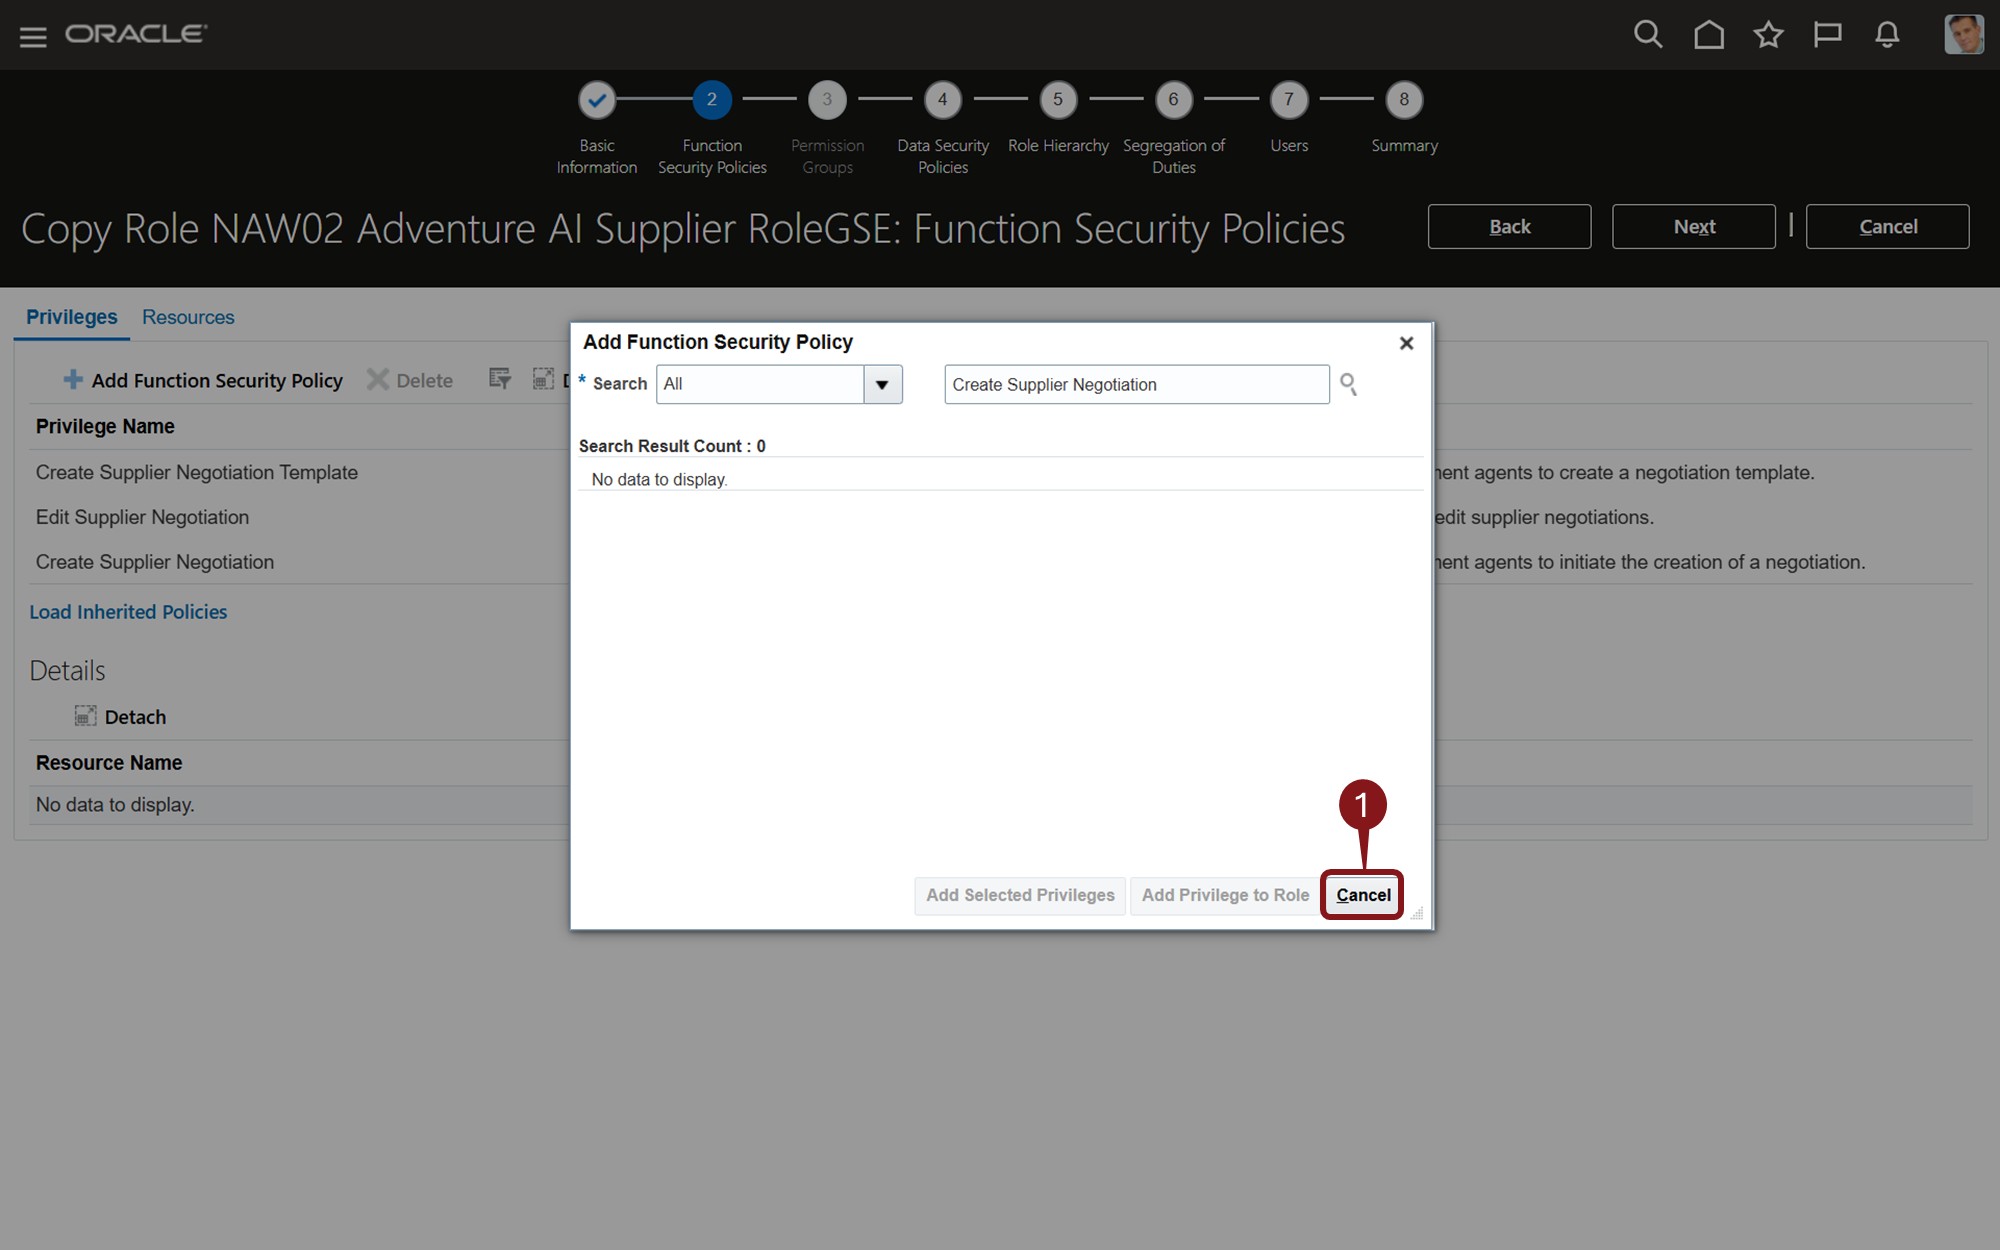 ORACLE
2 3 4 5 6 7 8
Basic Information
Function Security Policies
Permission Groups
Data Security Policies
Role Hierarchy
Segregation of Duties
Users
Summary
Copy Role NAW02 Adventure AI Supplier RoleGSE: Function Security Policies
Back Next | Cancel
Privileges Resources
Add Function Security Policy Delete
Privilege Name
Create Supplier Negotiation Template
agents to create a negotiation template.
Edit Supplier Negotiation
edit supplier negotiations.
Create Supplier Negotiation
agents to initiate the creation of a negotiation.
Load Inherited Policies
Details
Detach
Resource Name
No data to display.
Add Function Security Policy
* Search All Create Supplier Negotiation
Search Result Count : 0
No data to display.
1
Add Selected Privileges Add Privilege to Role Cancel